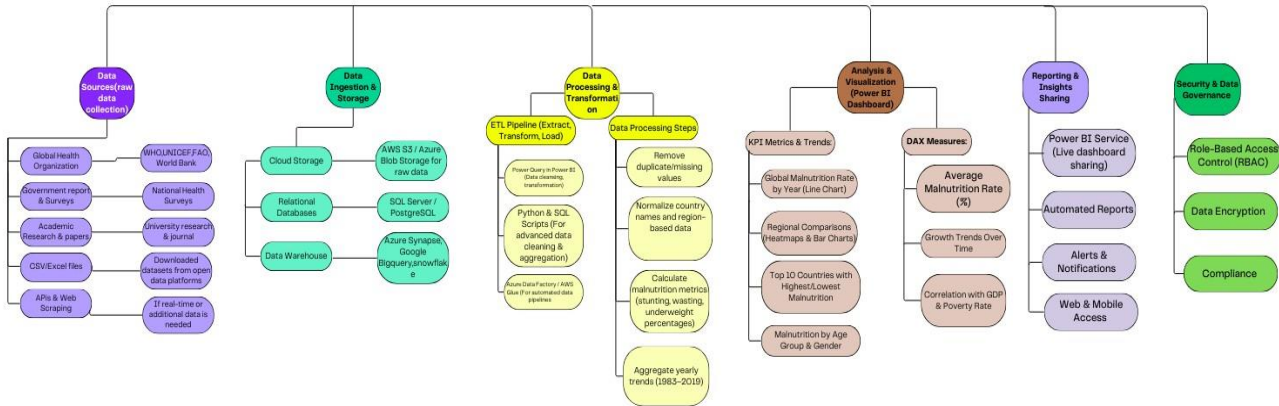 Data
Sources(raw
data
collection)
Global Health
Organization
WHO,UNICEF,FAO,
World Bank
Government report
& Surveys
National Health
Surveys
Academic
Research & papers
University research
& journal
CSV/Excel files
Downloaded
datasets from open
data platforms
APIs & Web
Scraping
If real-time or
additional data is
needed
Data
Ingestion &
Storage
Cloud Storage
AWS S3 / Azure
Blob Storage for
raw data
Relational
Databases
SQL Server /
PostgreSQL
Data Warehouse
Azure Synapse,
Google
Bigquery,snowflak
e
Data
Processing &
Transformati
on
ETL Pipeline (Extract,
Transform, Load)
Power Query in Power BI
(Data cleansing,
transformation)
Python & SQL
Scripts (For
advanced data
cleaning &
aggregation)
Azure Data Factory / AWS
Glue (For automated data
pipelines
Data Processing Steps
Remove
duplicate/missing
values
Normalize country
names and region-
based data
Calculate
malnutrition metrics
(stunting, wasting,
underweight
percentages)
Aggregate yearly
trends (1983-2019)
Analysis &
Visualization
(Power BI
Dashboard)
KPI Metrics & Trends:
Global Malnutrition Rate
by Year (Line Chart)
Regional Comparisons
(Heatmaps & Bar Charts)
Top 10 Countries with
Highest/Lowest
Malnutrition
Malnutrition by Age
Group & Gender
DAX Measures:
Average
Malnutrition Rate
(%)
Growth Trends Over
Time
Correlation with GDP
& Poverty Rate
Reporting &
Insights
Sharing
Power BI Service
(Live dashboard
sharing)
Automated Reports
Alerts &
Notifications
Web & Mobile
Access
Security & Data
Governance
Role-Based Access
Control (RBAC)
Data Encryption
Compliance